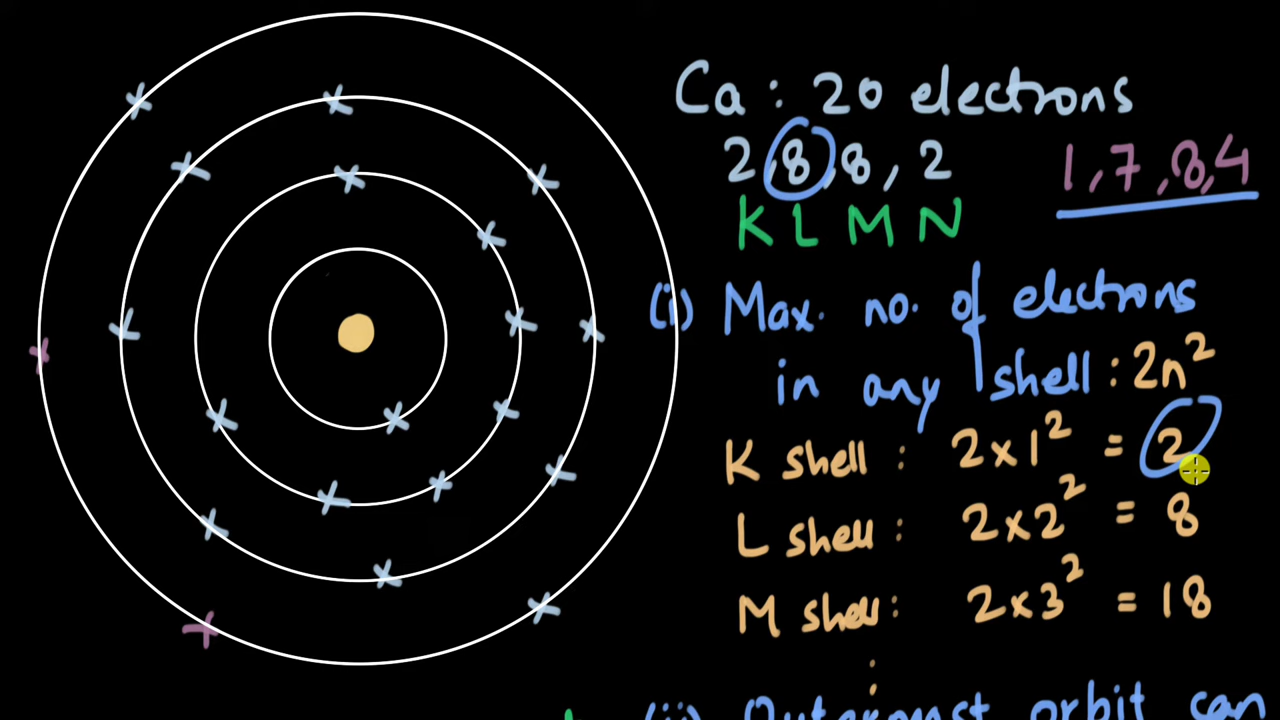 Ca : 20 electrons
2, 8, 8, 2
1, 7, 8, 4
K L M N
(i) Max. no. of electrons
in any shell : 2n²
K shell : 2 x 1² = 2
L shell : 2 x 2² = 8
M shell : 2 x 3² = 18
:
(ii) Outermost orbit can